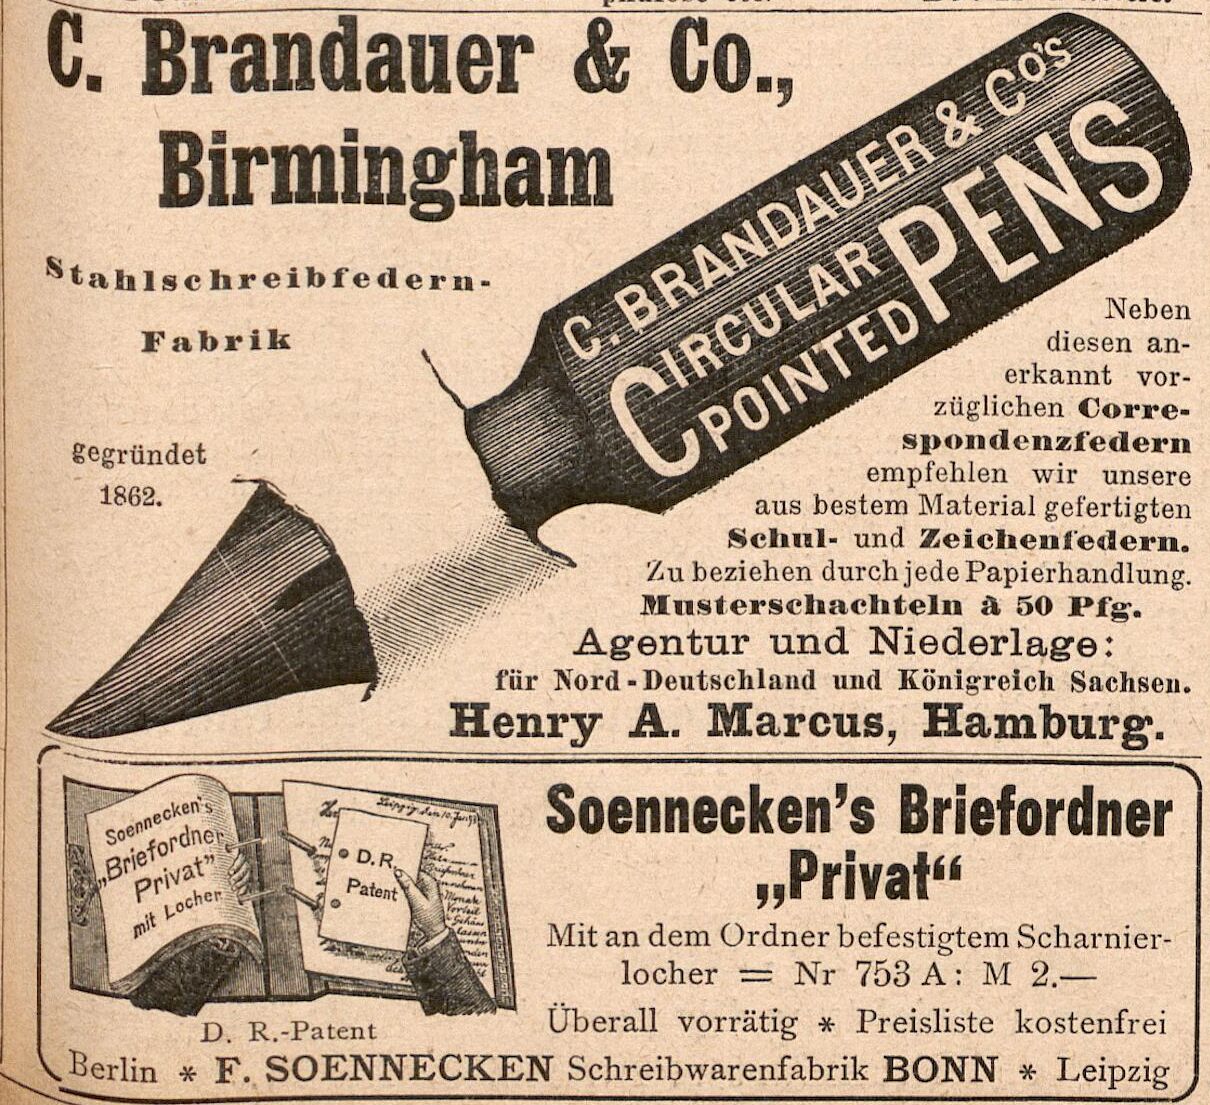 C. Brandauer & Co.,
Birmingham
Stahlschreibfedern-
Fabrik
gegründet
1862.
C. BRANDAUER & CO'S
CIRCULAR
POINTED
PENS
Neben
diesen an-
erkannt vor-
züglichen Corre-
spondenzfedern
empfehlen wir unsere
aus bestem Material gefertigten
Schul- und Zeichenfedern.
Zu beziehen durch jede Papierhandlung.
Musterschachteln à 50 Pfg.
Agentur und Niederlage:
für Nord-Deutschland und Königreich Sachsen.
Henry A. Marcus, Hamburg.
Soennecken's
„Briefordner
Privat"
mit Locher
Leipzig den 10. Juni
D. R.
Patent
D. R.-Patent
Soennecken's Briefordner
„Privat“
Mit an dem Ordner befestigtem Scharnier-
locher = Nr 753 A: M 2.—
Überall vorrätig * Preisliste kostenfrei
Berlin * F. SOENNECKEN Schreibwarenfabrik BONN * Leipzig